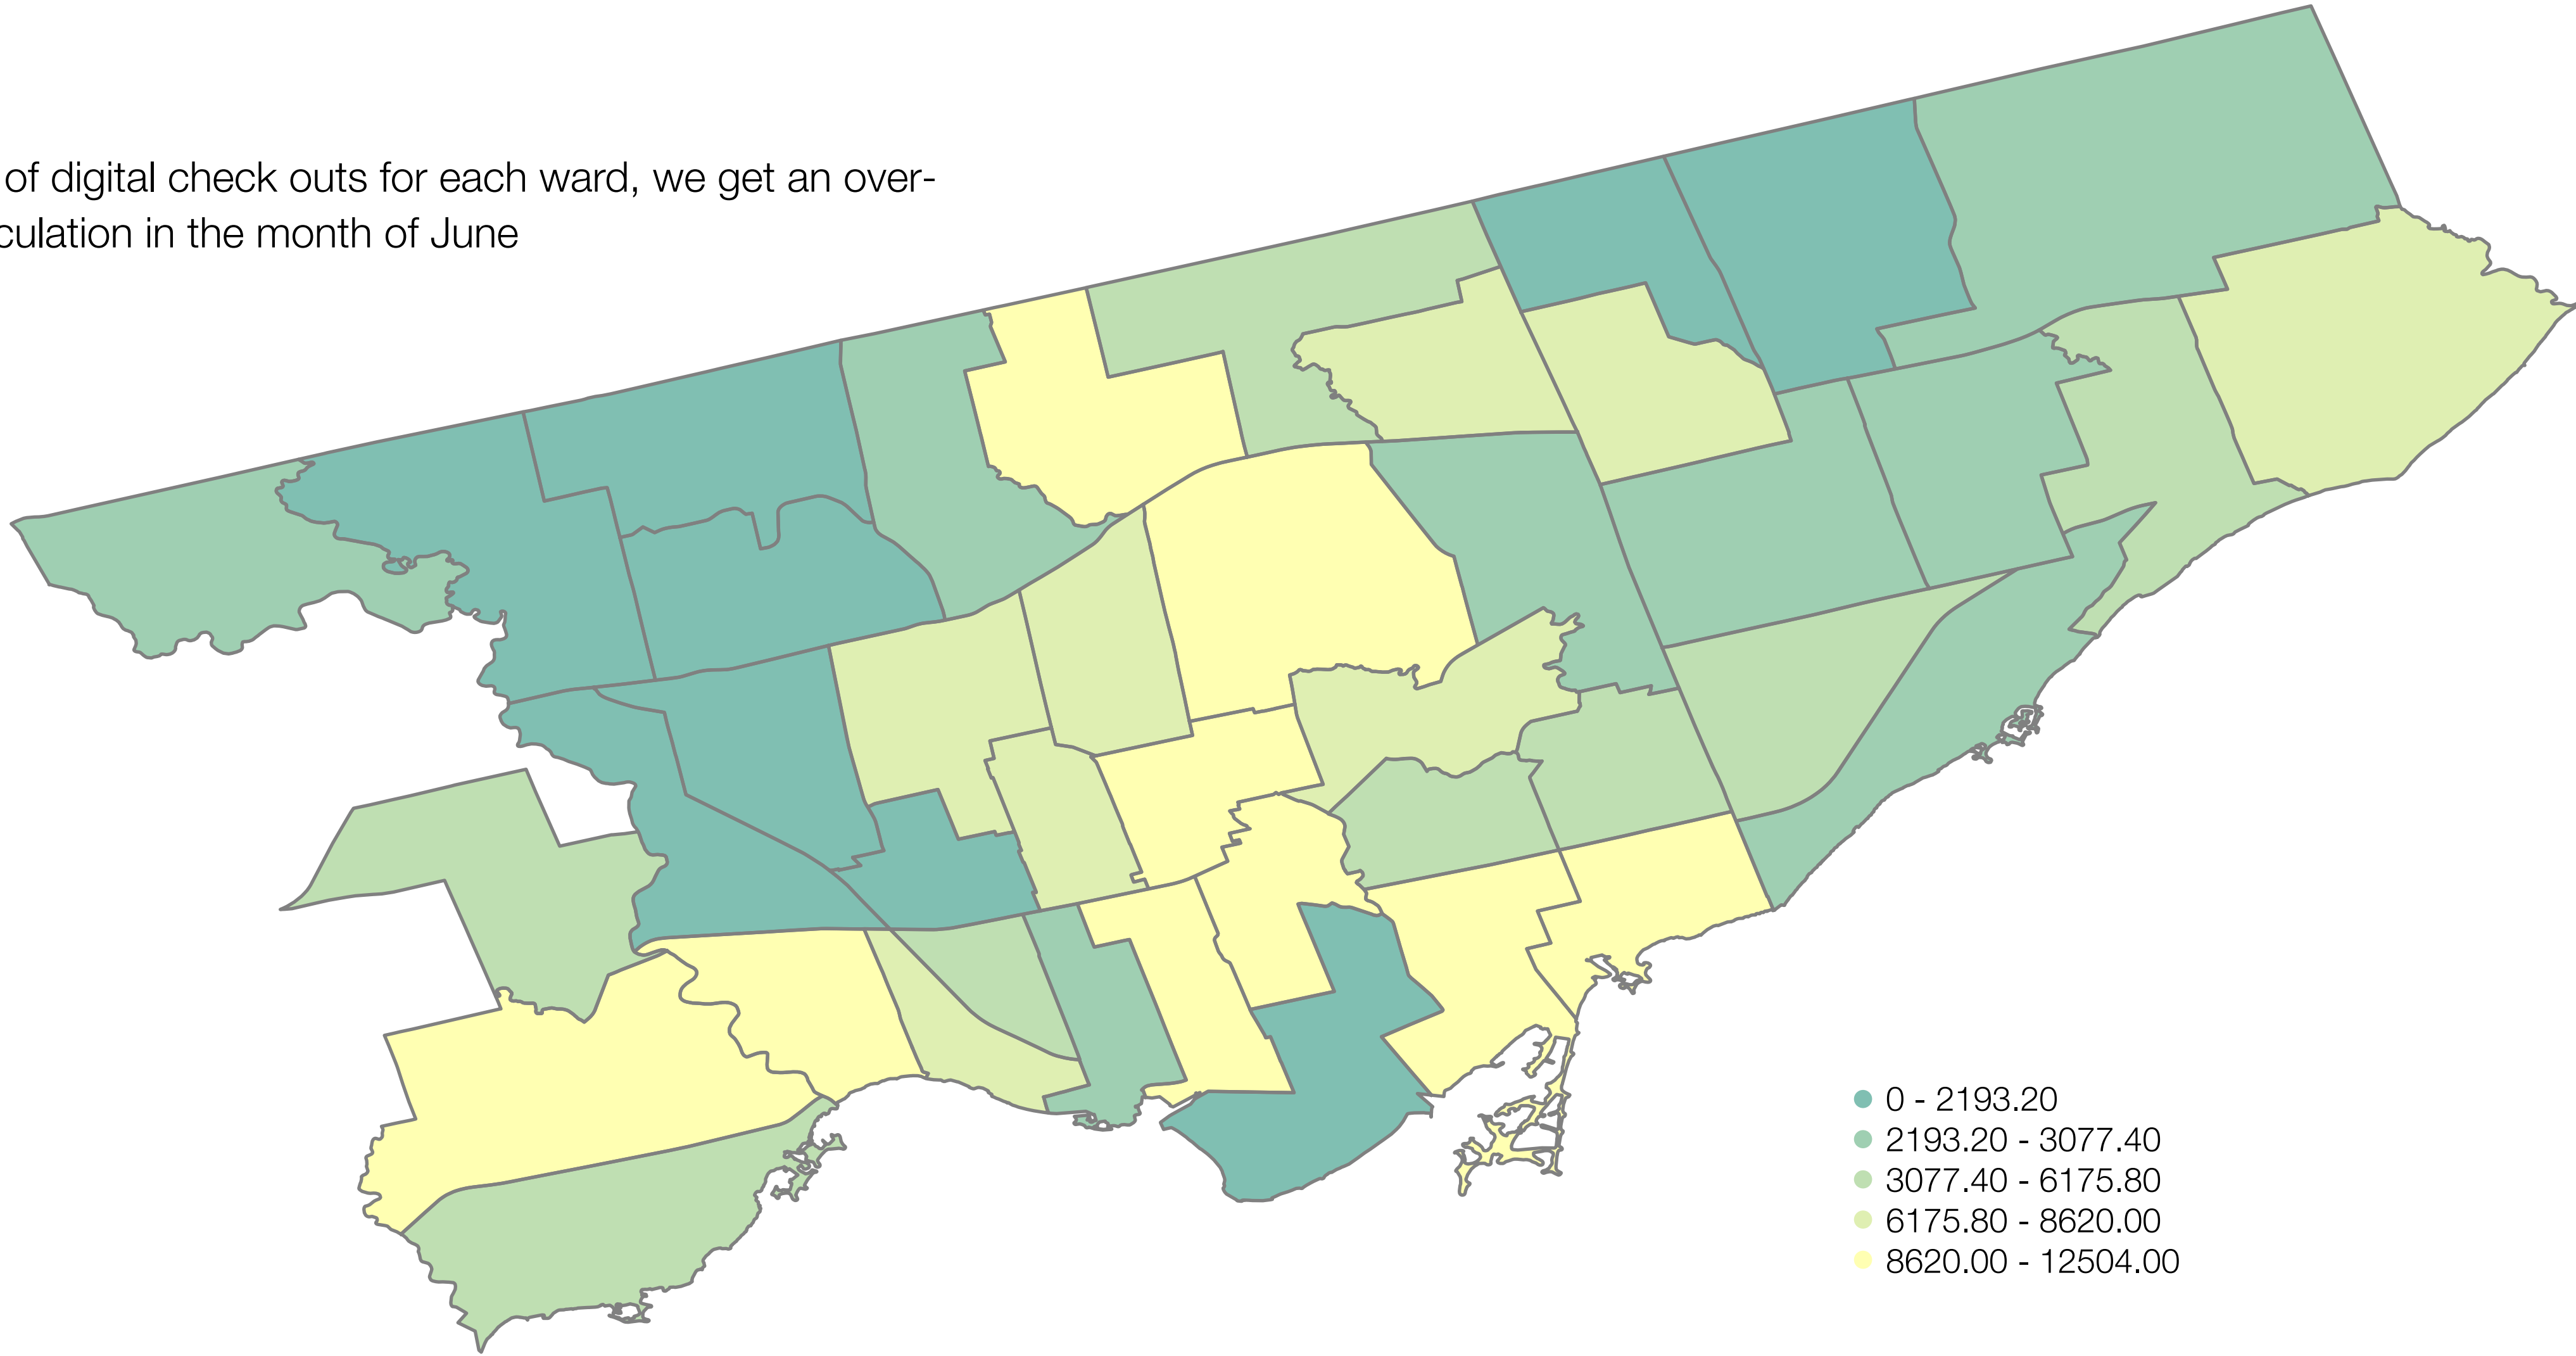 of digital check outs for each ward, we get an over-
culation in the month of June
0 - 2193.20
2193.20 - 3077.40
3077.40 - 6175.80
6175.80 - 8620.00
8620.00 - 12504.00